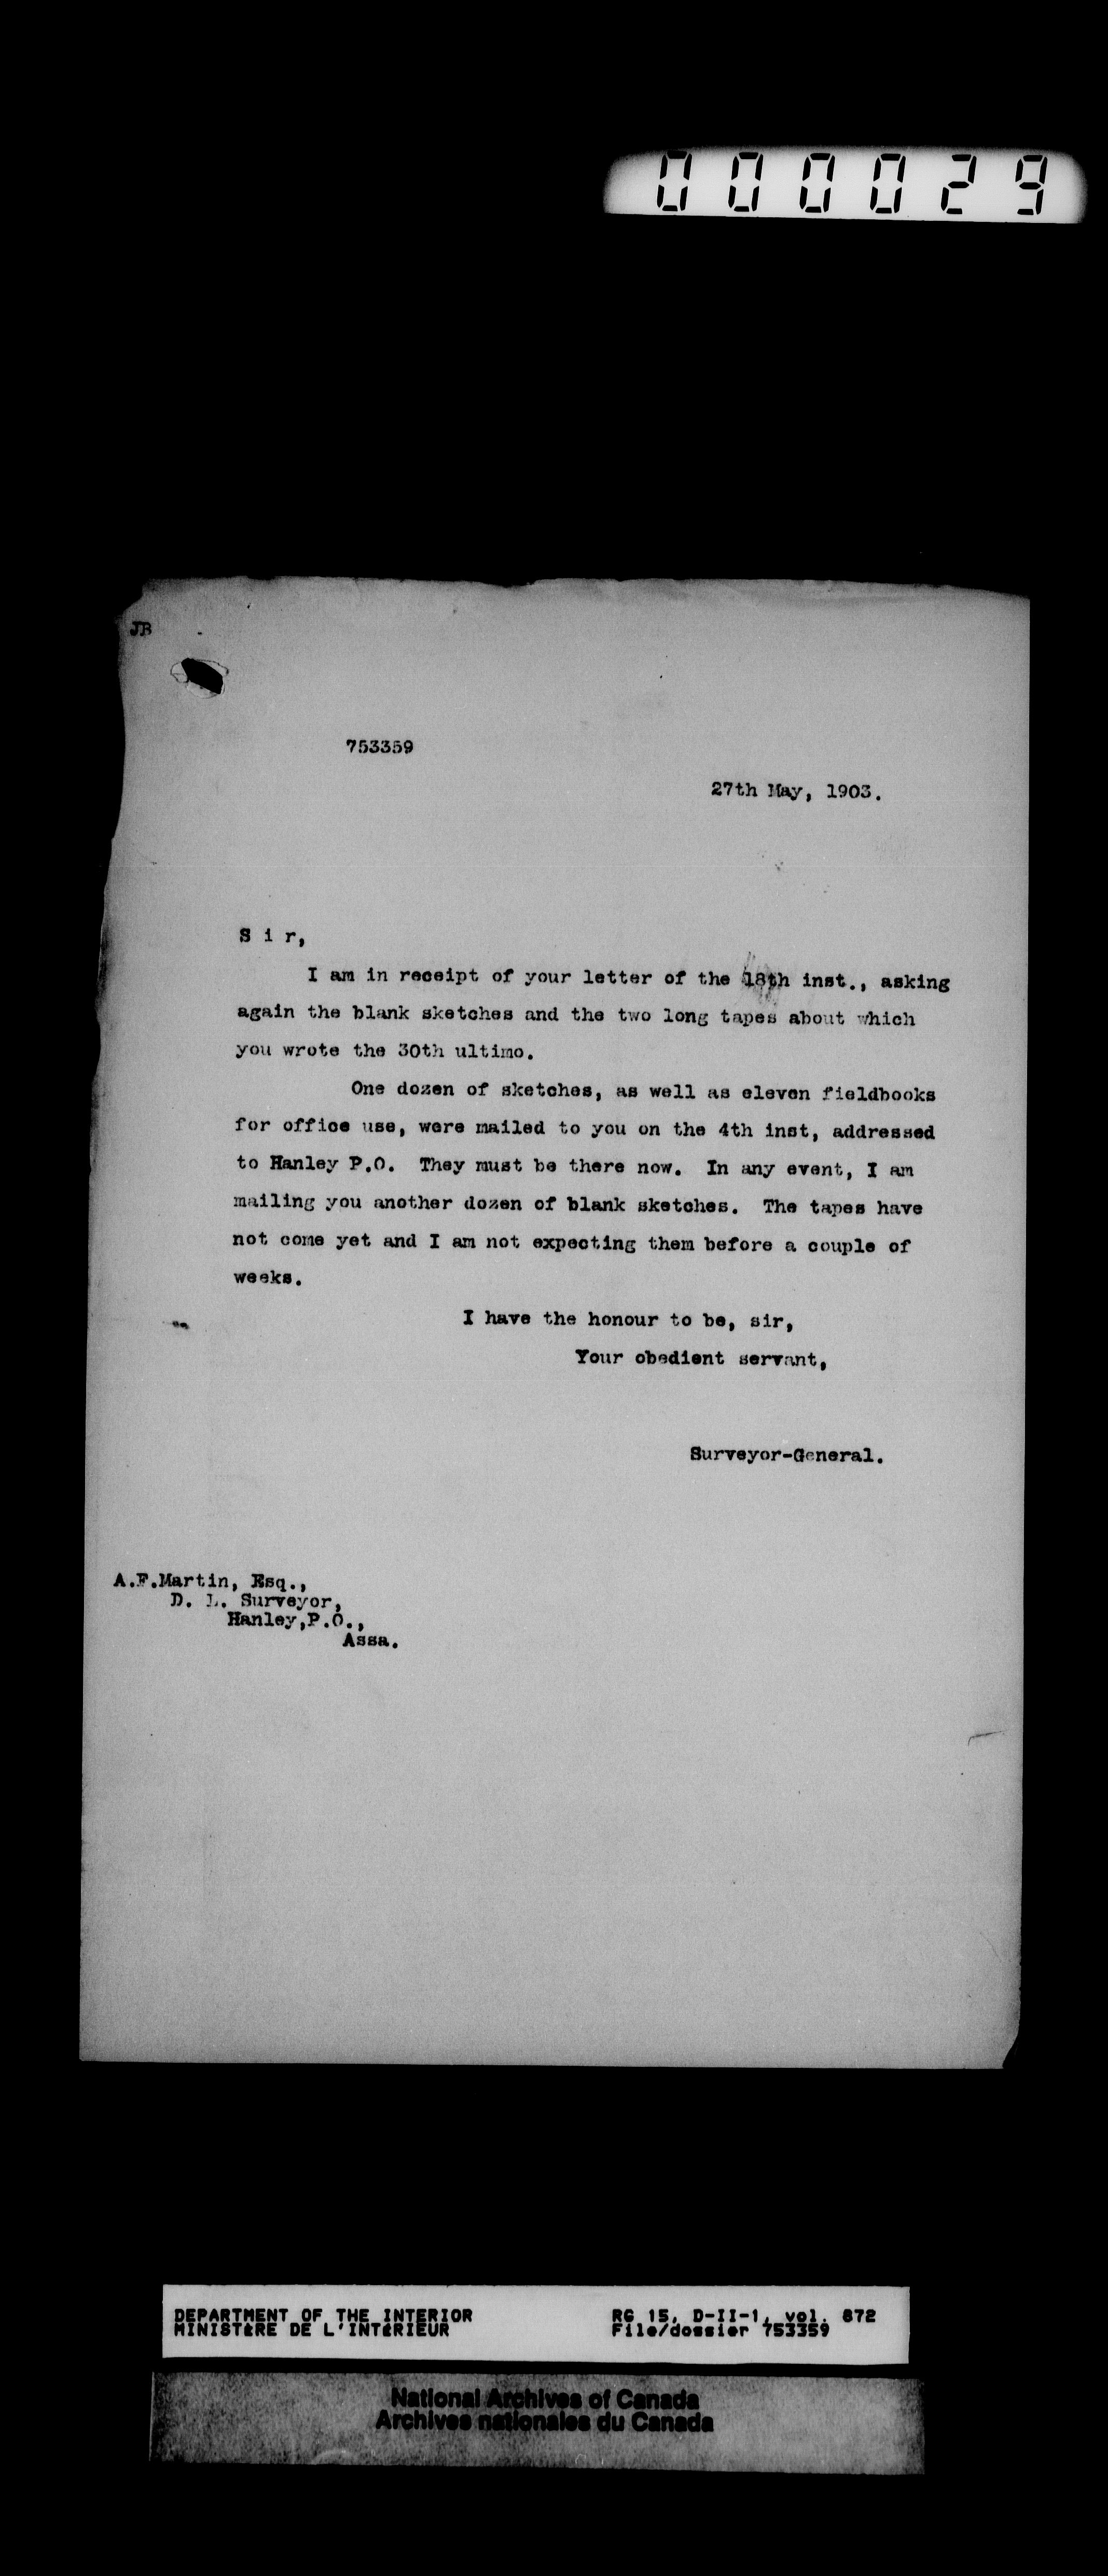 000029
JB
753359
27th May, 1903.
S i r,
I am in receipt of your letter of the 18th inst., asking
again the blank sketches and the two long tapes about which
you wrote the 30th ultimo.
One dozen of sketches, as well as eleven fieldbooks
for office use, were mailed to you on the 4th inst, addressed
to Hanley P.O. They must be there now. In any event, I am
mailing you another dozen of blank sketches. The tapes have
not come yet and I am not expecting them before a couple of
weeks.
I have the honour to be, sir,
Your obedient servant,
Surveyor-General.
A.F.Martin, Esq.,
D. L. Surveyor,
Hanley,P.O.,
Assa.
DEPARTMENT OF THE INTERIOR RG 15, D-II-1, vol. 872
MINISTÈRE DE L'INTÉRIEUR File/dossier 753359
National Archives of Canada
Archives nationales du Canada